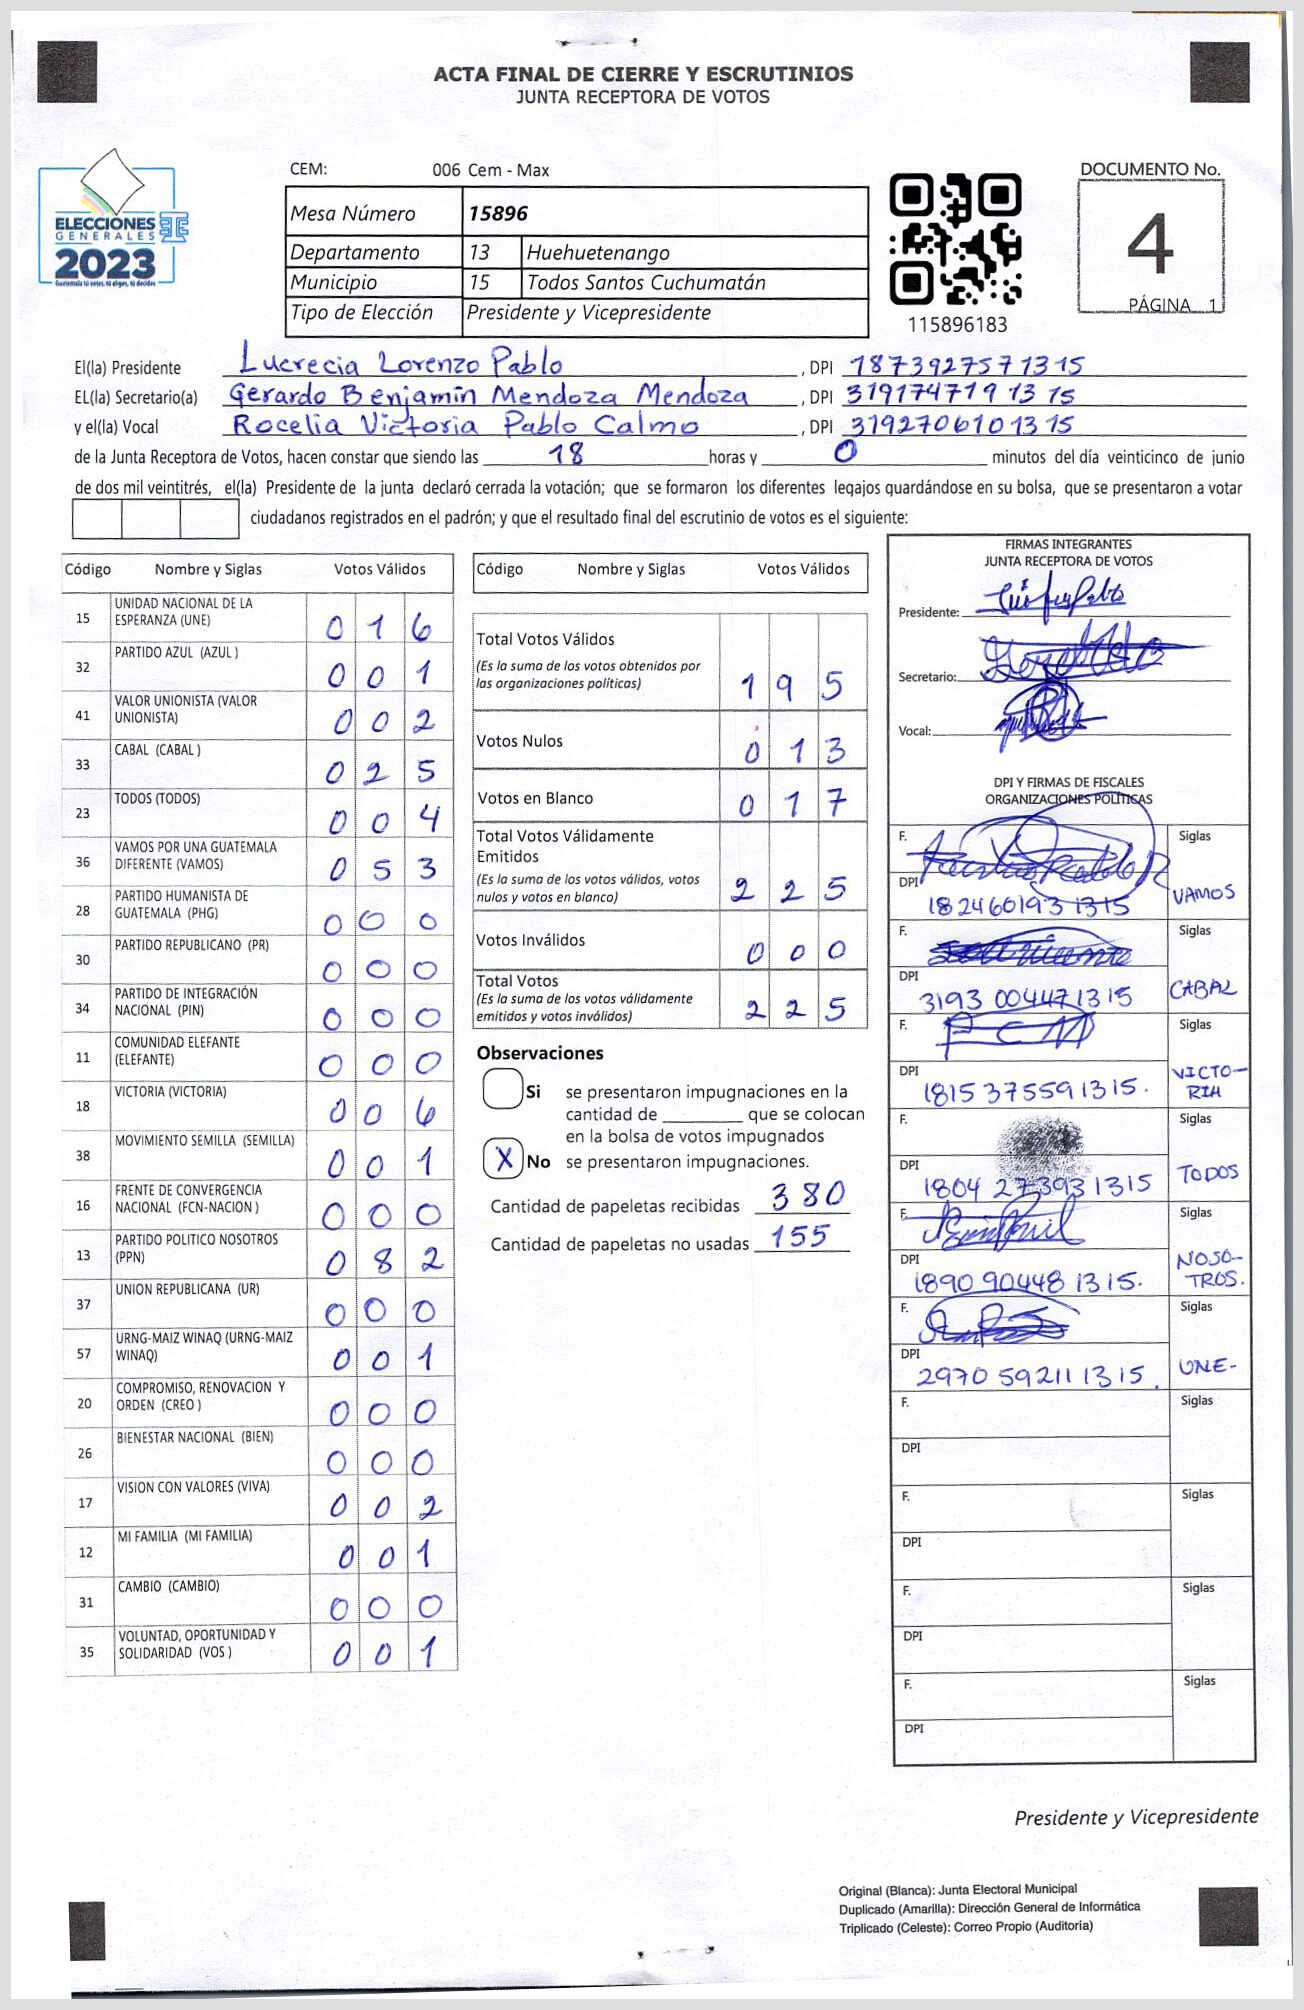 ACTA FINAL DE CIERRE Y ESCRUTINIOS
JUNTA RECEPTORA DE VOTOS
ELECCIONES
GENERALES
2023
Guatemala tú votes, tú eliges, tú decides
CEM: 006 Cem - Max
Mesa Número 15896
Departamento 13 Huehuetenango
Municipio 15 Todos Santos Cuchumatán
Tipo de Elección Presidente y Vicepresidente
115896183
DOCUMENTO No.
4
PÁGINA 1
El(la) Presidente Lucrecia Lorenzo Pablo , DPI 1873927571315
EL(la) Secretario(a) Gerardo Benjamin Mendoza Mendoza , DPI 3191747191315
y el(la) Vocal Rocelia Victoria Pablo Calmo , DPI 3192706101315
de la Junta Receptora de Votos, hacen constar que siendo las 18 horas y 0 minutos del día veinticinco de junio
de dos mil veintitrés, el(la) Presidente de la junta declaró cerrada la votación; que se formaron los diferentes legajos guardándose en su bolsa, que se presentaron a votar
ciudadanos registrados en el padrón; y que el resultado final del escrutinio de votos es el siguiente:
Código Nombre y Siglas Votos Válidos
15 UNIDAD NACIONAL DE LA ESPERANZA (UNE) 0 1 6
32 PARTIDO AZUL (AZUL ) 0 0 1
41 VALOR UNIONISTA (VALOR UNIONISTA) 0 0 2
33 CABAL (CABAL ) 0 2 5
23 TODOS (TODOS) 0 0 4
36 VAMOS POR UNA GUATEMALA DIFERENTE (VAMOS) 0 5 3
28 PARTIDO HUMANISTA DE GUATEMALA (PHG) 0 0 0
30 PARTIDO REPUBLICANO (PR) 0 0 0
34 PARTIDO DE INTEGRACIÓN NACIONAL (PIN) 0 0 0
11 COMUNIDAD ELEFANTE (ELEFANTE) 0 0 0
18 VICTORIA (VICTORIA) 0 0 6
38 MOVIMIENTO SEMILLA (SEMILLA) 0 0 1
16 FRENTE DE CONVERGENCIA NACIONAL (FCN-NACION ) 0 0 0
13 PARTIDO POLITICO NOSOTROS (PPN) 0 8 2
37 UNION REPUBLICANA (UR) 0 0 0
57 URNG-MAIZ WINAQ (URNG-MAIZ WINAQ) 0 0 1
20 COMPROMISO, RENOVACION Y ORDEN (CREO ) 0 0 0
26 BIENESTAR NACIONAL (BIEN) 0 0 0
17 VISION CON VALORES (VIVA) 0 0 2
12 MI FAMILIA (MI FAMILIA) 0 0 1
31 CAMBIO (CAMBIO) 0 0 0
35 VOLUNTAD, OPORTUNIDAD Y SOLIDARIDAD (VOS ) 0 0 1
Código Nombre y Siglas Votos Válidos
Total Votos Válidos
(Es la suma de los votos obtenidos por
las organizaciones políticas) 1 9 5
Votos Nulos 0 1 3
Votos en Blanco 0 1 7
Total Votos Válidamente
Emitidos
(Es la suma de los votos válidos, votos
nulos y votos en blanco) 2 2 5
Votos Inválidos 0 0 0
Total Votos
(Es la suma de los votos válidamente
emitidos y votos inválidos) 2 2 5
Observaciones
Si se presentaron impugnaciones en la
cantidad de ________ que se colocan
en la bolsa de votos impugnados
X No se presentaron impugnaciones.
Cantidad de papeletas recibidas 380
Cantidad de papeletas no usadas 155
FIRMAS INTEGRANTES
JUNTA RECEPTORA DE VOTOS
Presidente:
Secretario:
Vocal:
DPI Y FIRMAS DE FISCALES
ORGANIZACIONES POLÍTICAS
F. Siglas
DPI 1824601931315 VAMOS
F. Siglas
DPI 3193 004471315 CABAL
F. Siglas
DPI 1815 37559 1315. VICTO-
RIA
F. Siglas
DPI 1804 27393 1315 TODOS
F. Siglas
DPI 1890 90448 1315. NOSO-
TROS.
F. Siglas
DPI 2970 59211 1315. UNE-
F. Siglas
DPI
F. Siglas
DPI
F. Siglas
DPI
F. Siglas
DPI
Presidente y Vicepresidente
Original (Blanca): Junta Electoral Municipal
Duplicado (Amarilla): Dirección General de Informática
Triplicado (Celeste): Correo Propio (Auditoria)